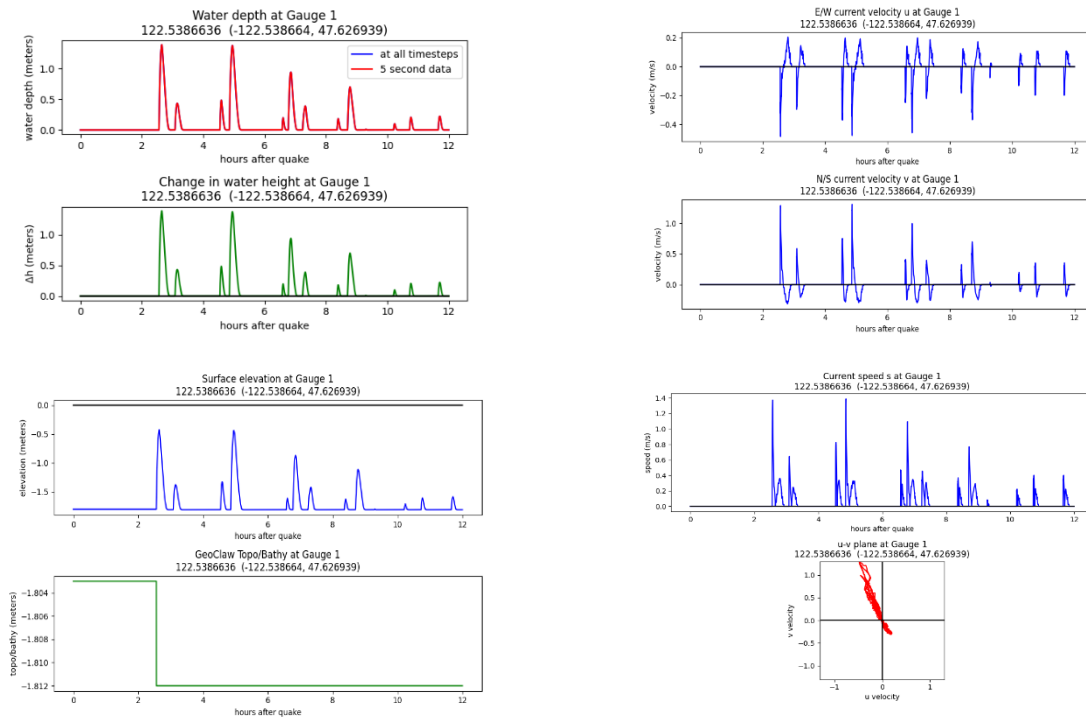 Water depth at Gauge 1
122.5386636 (-122.538664, 47.626939)
at all timesteps
5 second data
water depth (meters)
1.0
0.5
0.0
0 2 4 6 8 10 12
hours after quake
Change in water height at Gauge 1
122.5386636 (-122.538664, 47.626939)
Δh (meters)
1.0
0.5
0.0
0 2 4 6 8 10 12
hours after quake
Surface elevation at Gauge 1
122.5386636 (-122.538664, 47.626939)
elevation (meters)
0.0
−0.5
−1.0
−1.5
0 2 4 6 8 10 12
hours after quake
GeoClaw Topo/Bathy at Gauge 1
122.5386636 (-122.538664, 47.626939)
topo/bathy (meters)
−1.804
−1.806
−1.808
−1.810
−1.812
0 2 4 6 8 10 12
hours after quake
E/W current velocity u at Gauge 1
122.5386636 (-122.538664, 47.626939)
velocity (m/s)
0.2
0.0
−0.2
−0.4
0 2 4 6 8 10 12
hours after quake
N/S current velocity v at Gauge 1
122.5386636 (-122.538664, 47.626939)
velocity (m/s)
1.0
0.5
0.0
0 2 4 6 8 10 12
hours after quake
Current speed s at Gauge 1
122.5386636 (-122.538664, 47.626939)
speed (m/s)
1.4
1.2
1.0
0.8
0.6
0.4
0.2
0.0
0 2 4 6 8 10 12
hours after quake
u-v plane at Gauge 1
122.5386636 (-122.538664, 47.626939)
v velocity
1.0
0.5
0.0
−0.5
−1.0
−1 0 1
u velocity